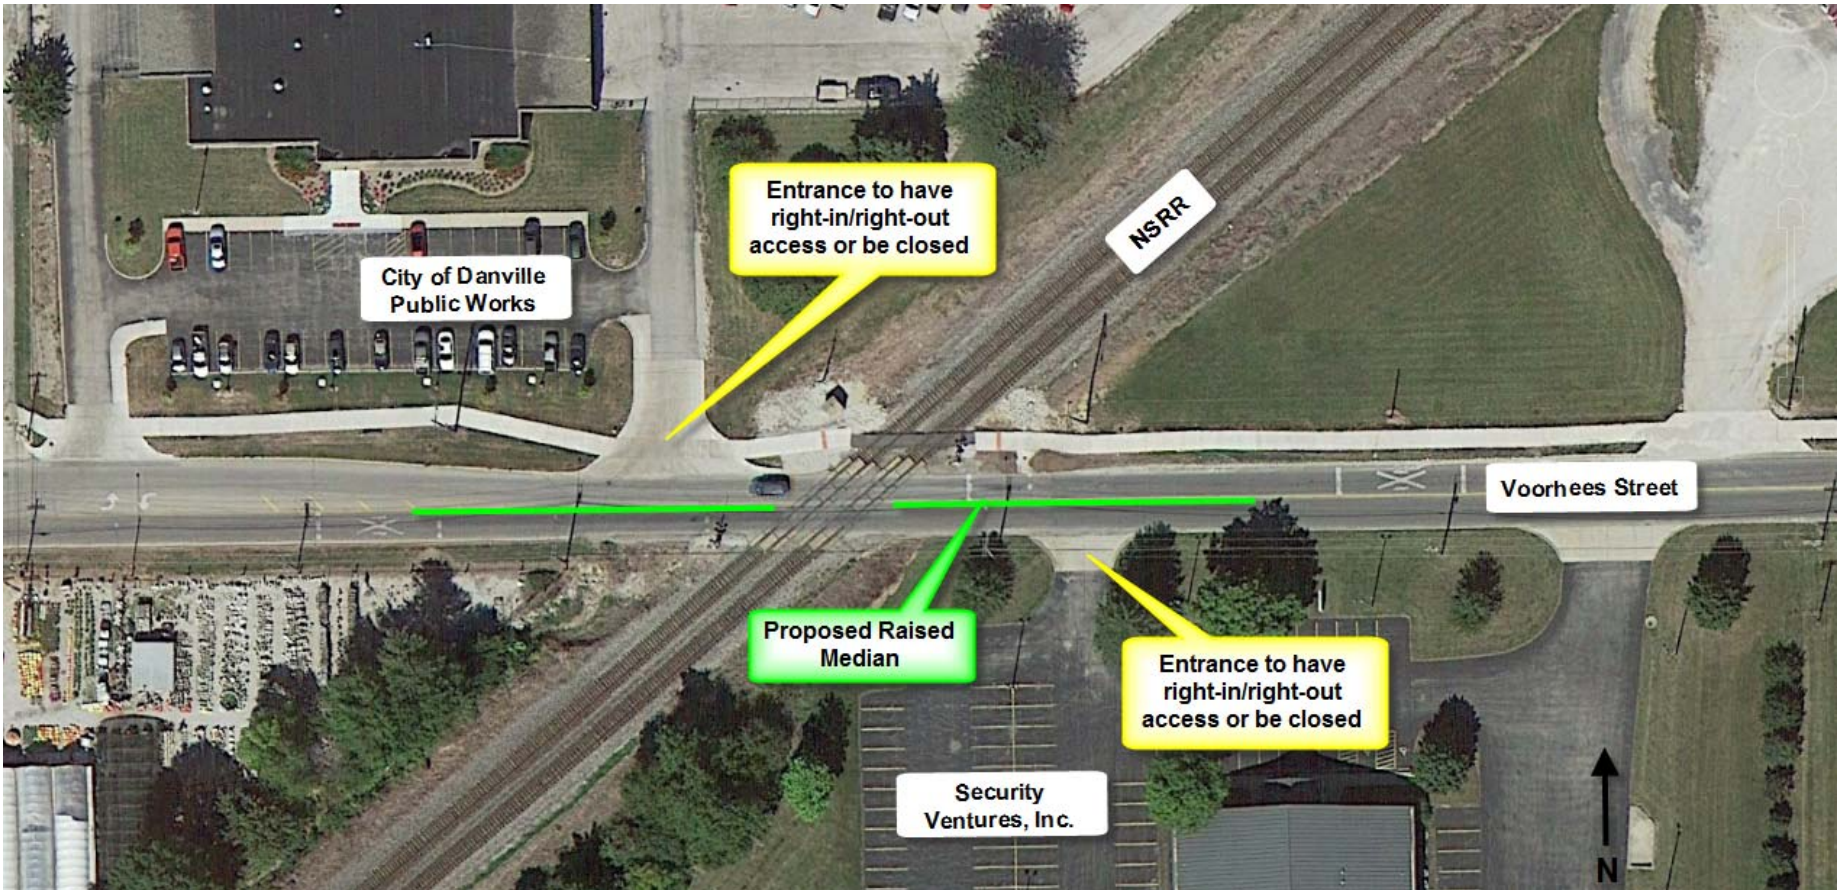 Entrance to have
right-in/right-out
access or be closed
NSRR
City of Danville
Public Works
Voorhees Street
Proposed Raised
Median
Entrance to have
right-in/right-out
access or be closed
Security
Ventures, Inc.
N